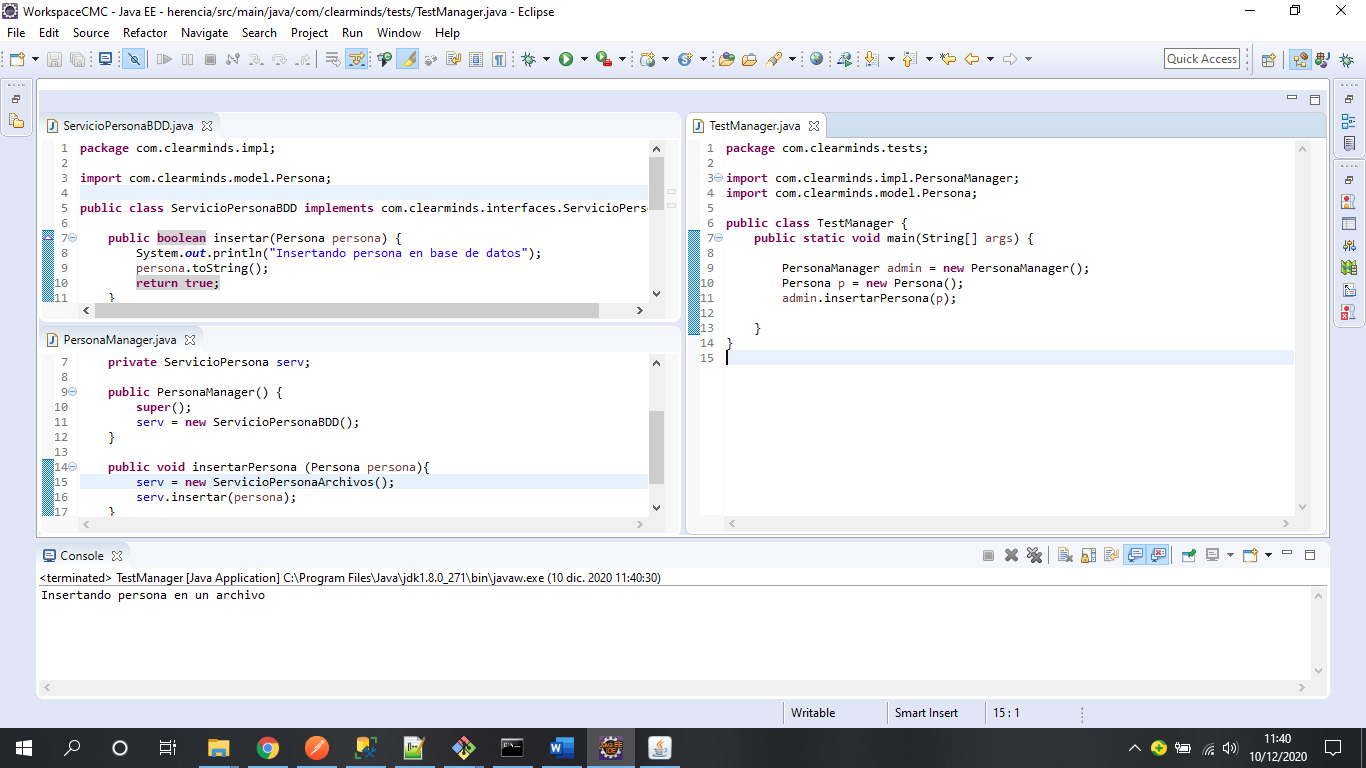 WorkspaceCMC - Java EE - herencia/src/main/java/com/clearminds/tests/TestManager.java - Eclipse
File Edit Source Refactor Navigate Search Project Run Window Help
Quick Access
ServicioPersonaBDD.java
1 package com.clearminds.impl;
2
3 import com.clearminds.model.Persona;
4
5 public class ServicioPersonaBDD implements com.clearminds.interfaces.ServicioPers
6
7 public boolean insertar(Persona persona) {
8 System.out.println("Insertando persona en base de datos");
9 persona.toString();
10 return true;
11 }
PersonaManager.java
7 private ServicioPersona serv;
8
9 public PersonaManager() {
10 super();
11 serv = new ServicioPersonaBDD();
12 }
13
14 public void insertarPersona (Persona persona){
15 serv = new ServicioPersonaArchivos();
16 serv.insertar(persona);
17 }
TestManager.java
1 package com.clearminds.tests;
2
3 import com.clearminds.impl.PersonaManager;
4 import com.clearminds.model.Persona;
5
6 public class TestManager {
7 public static void main(String[] args) {
8
9 PersonaManager admin = new PersonaManager();
10 Persona p = new Persona();
11 admin.insertarPersona(p);
12
13 }
14 }
15
Console
<terminated> TestManager [Java Application] C:\Program Files\Java\jdk1.8.0_271\bin\javaw.exe (10 dic. 2020 11:40:30)
Insertando persona en un archivo
Writable Smart Insert 15 : 1
11:40
10/12/2020